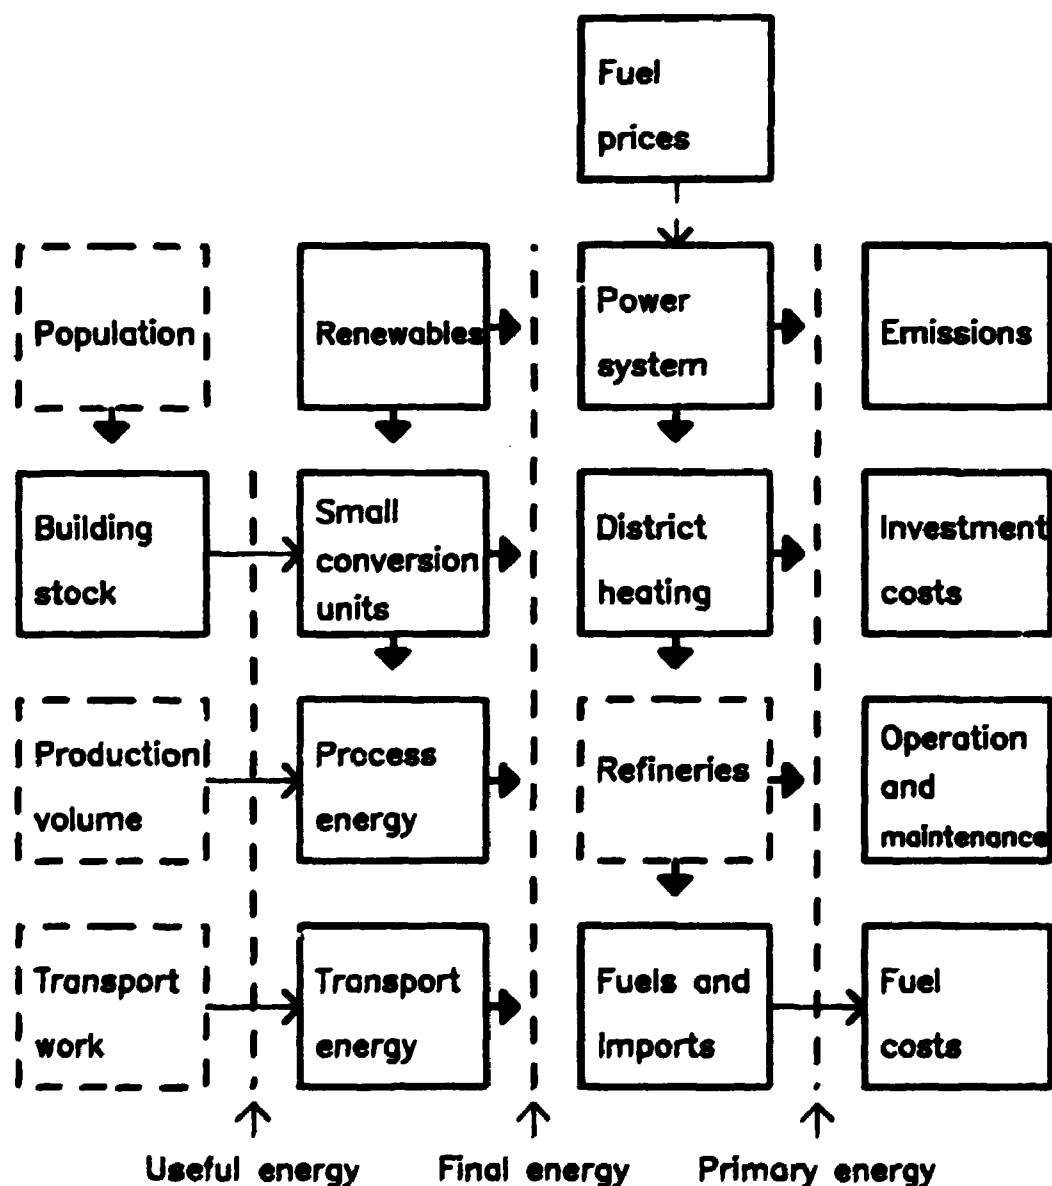 Fuel
prices
Population
Renewables
Power
system
Emissions
Building
stock
Small
conversion
units
District
heating
Investment
costs
Production
volume
Process
energy
Refineries
Operation
and
maintenance
Transport
work
Transport
energy
Fuels and
imports
Fuel
costs
Useful energy
Final energy
Primary energy